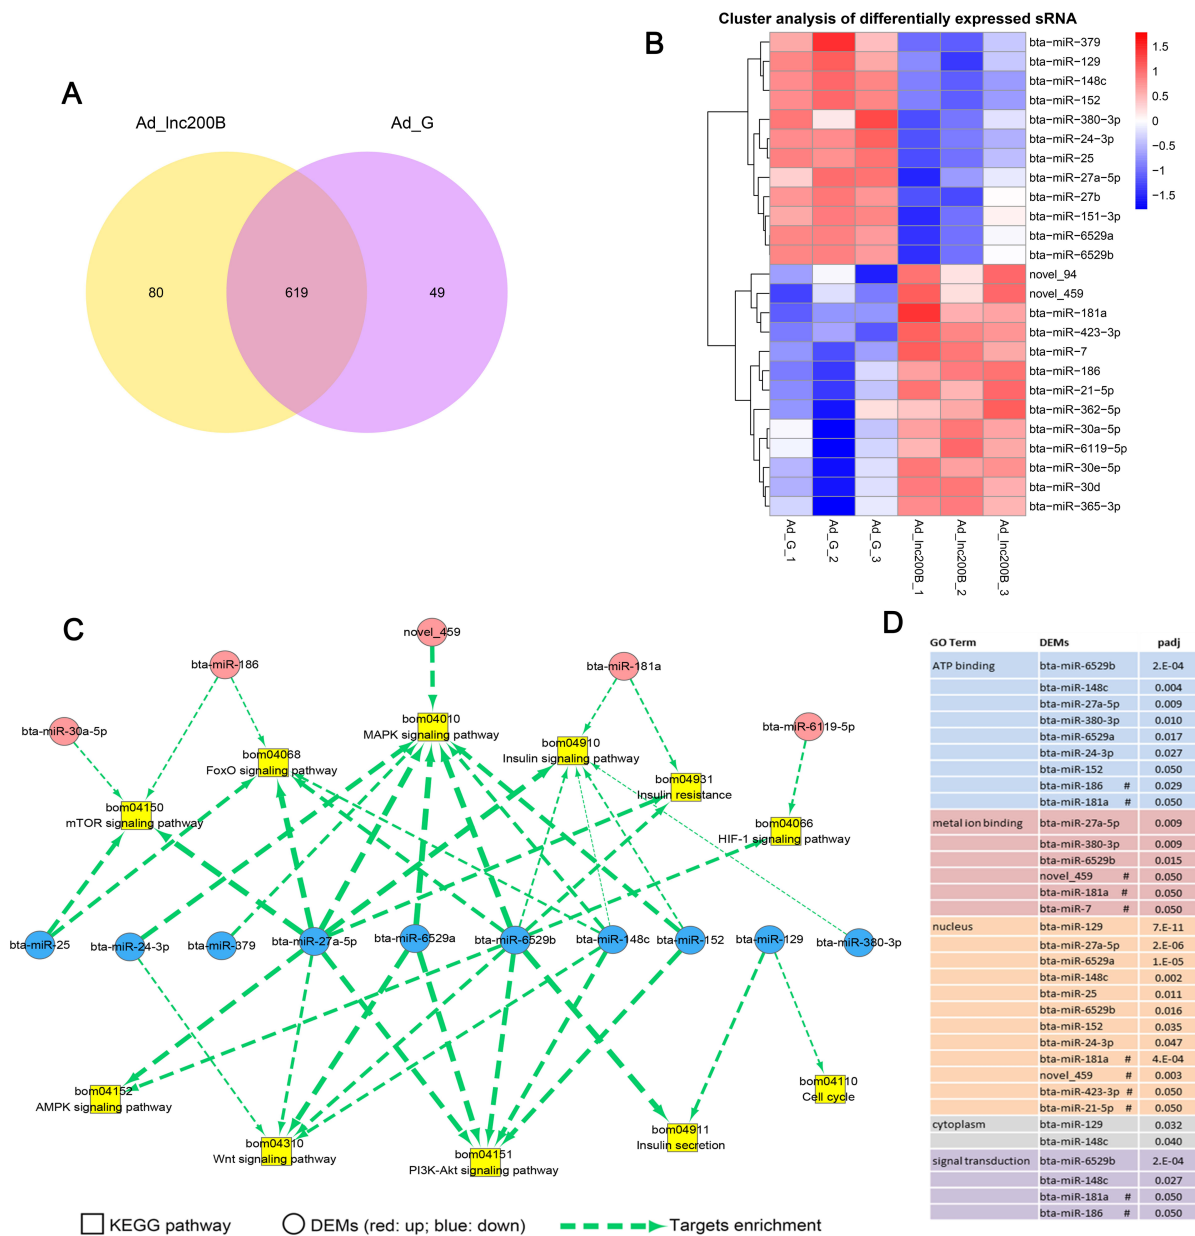 A
Ad_lnc200B
Ad_G
80
619
49
B
Cluster analysis of differentially expressed sRNA
bta−miR−379
bta−miR−129
bta−miR−148c
bta−miR−152
bta−miR−380−3p
bta−miR−24−3p
bta−miR−25
bta−miR−27a−5p
bta−miR−27b
bta−miR−151−3p
bta−miR−6529a
bta−miR−6529b
novel_94
novel_459
bta−miR−181a
bta−miR−423−3p
bta−miR−7
bta−miR−186
bta−miR−21−5p
bta−miR−362−5p
bta−miR−30a−5p
bta−miR−6119−5p
bta−miR−30e−5p
bta−miR−30d
bta−miR−365−3p
1.5
1
0.5
0
−0.5
−1
−1.5
Ad_G_1
Ad_G_2
Ad_G_3
Ad_lnc200B_1
Ad_lnc200B_2
Ad_lnc200B_3
C
novel_459
bta-miR-186
bta-miR-181a
bta-miR-30a-5p
bta-miR-6119-5p
bom04010
MAPK signaling pathway
bom04910
Insulin signaling pathway
bom04068
FoxO signaling pathway
bom04931
Insulin resistance
bom04150
mTOR signaling pathway
bom04066
HIF-1 signaling pathway
bta-miR-25
bta-miR-24-3p
bta-miR-379
bta-miR-27a-5p
bta-miR-6529a
bta-miR-6529b
bta-miR-148c
bta-miR-152
bta-miR-129
bta-miR-380-3p
bom04152
AMPK signaling pathway
bom04310
Wnt signaling pathway
bom04151
PI3K-Akt signaling pathway
bom04911
Insulin secretion
bom04110
Cell cycle
KEGG pathway
DEMs (red: up; blue: down)
Targets enrichment
D
GO Term DEMs padj
ATP binding bta-miR-6529b 2.E-04
bta-miR-148c 0.004
bta-miR-27a-5p 0.009
bta-miR-380-3p 0.010
bta-miR-6529a 0.017
bta-miR-24-3p 0.027
bta-miR-152 0.050
bta-miR-186 # 0.029
bta-miR-181a # 0.050
metal ion binding bta-miR-27a-5p 0.009
bta-miR-380-3p 0.009
bta-miR-6529b 0.015
novel_459 # 0.050
bta-miR-181a # 0.050
bta-miR-7 # 0.050
nucleus bta-miR-129 7.E-11
bta-miR-27a-5p 2.E-06
bta-miR-6529a 1.E-05
bta-miR-148c 0.002
bta-miR-25 0.011
bta-miR-6529b 0.016
bta-miR-152 0.035
bta-miR-24-3p 0.047
bta-miR-181a # 4.E-04
novel_459 # 0.003
bta-miR-423-3p # 0.050
bta-miR-21-5p # 0.050
cytoplasm bta-miR-129 0.032
bta-miR-148c 0.040
signal transduction bta-miR-6529b 2.E-04
bta-miR-148c 0.027
bta-miR-181a # 0.050
bta-miR-186 # 0.050